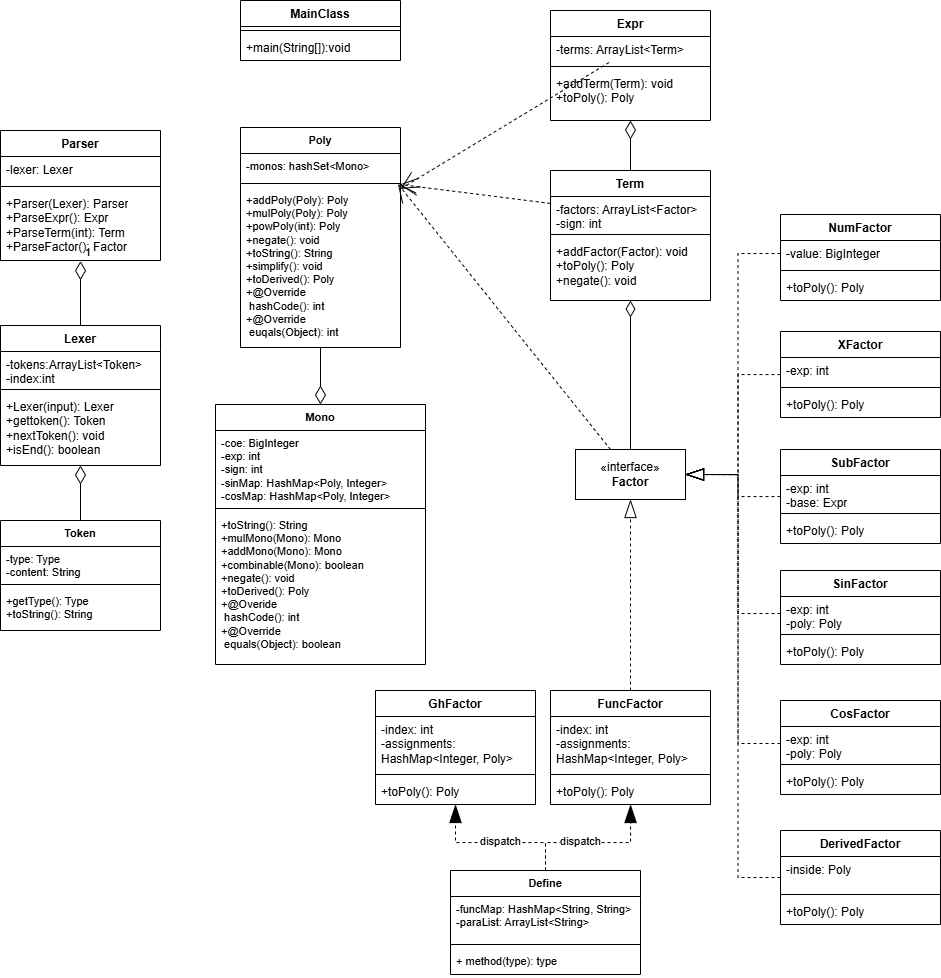 MainClass
+main(String[]):void
Expr
-terms: ArrayList<Term>
+addTerm(Term): void
+toPoly(): Poly
Parser
-lexer: Lexer
+Parser(Lexer): Parser
+ParseExpr(): Expr
+ParseTerm(int): Term
+ParseFactor(): Factor
1
Poly
-monos: hashSet<Mono>
+addPoly(Poly): Poly
+mulPoly(Poly): Poly
+powPoly(int): Poly
+negate(): void
+toString(): String
+simplify(): void
+toDerived(): Poly
+@Override
hashCode(): int
+@Override
euqals(Object): int
Term
-factors: ArrayList<Factor>
-sign: int
+addFactor(Factor): void
+toPoly(): Poly
+negate(): void
NumFactor
-value: BigInteger
+toPoly(): Poly
Lexer
-tokens:ArrayList<Token>
-index:int
+Lexer(input): Lexer
+gettoken(): Token
+nextToken(): void
+isEnd(): boolean
XFactor
-exp: int
+toPoly(): Poly
Mono
-coe: BigInteger
-exp: int
-sign: int
-sinMap: HashMap<Poly, Integer>
-cosMap: HashMap<Poly, Integer>
+toString(): String
+mulMono(Mono): Mono
+addMono(Mono): Mono
+combinable(Mono): boolean
+negate(): void
+toDerived(): Poly
+@Overide
hashCode(): int
+@Override
equals(Object): boolean
«interface»
Factor
SubFactor
-exp: int
-base: Expr
+toPoly(): Poly
Token
-type: Type
-content: String
+getType(): Type
+toString(): String
SinFactor
-exp: int
-poly: Poly
+toPoly(): Poly
GhFactor
-index: int
-assignments:
HashMap<Integer, Poly>
+toPoly(): Poly
FuncFactor
-index: int
-assignments:
HashMap<Integer, Poly>
+toPoly(): Poly
CosFactor
-exp: int
-poly: Poly
+toPoly(): Poly
dispatch
dispatch
DerivedFactor
-inside: Poly
+toPoly(): Poly
Define
-funcMap: HashMap<String, String>
-paraList: ArrayList<String>
+ method(type): type